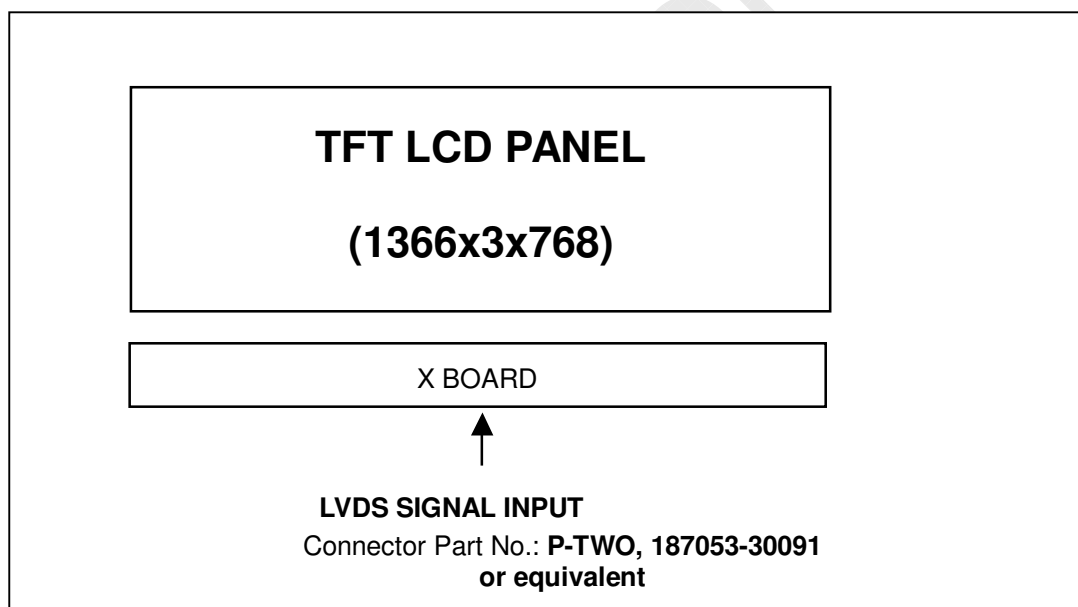 TFT LCD PANEL
(1366x3x768)
X BOARD
LVDS SIGNAL INPUT
Connector Part No.: P-TWO, 187053-30091
or equivalent